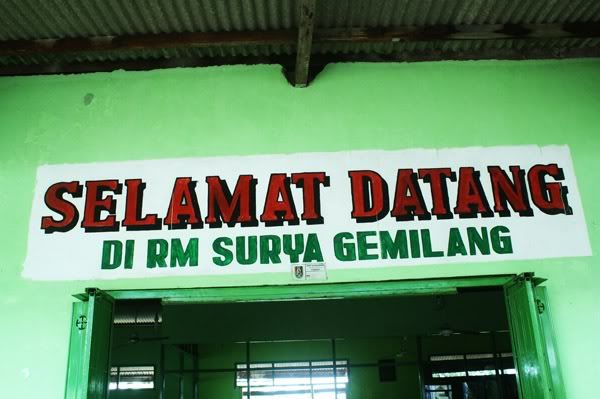 SELAMAT DATANG
DI RM SURYA GEMILANG